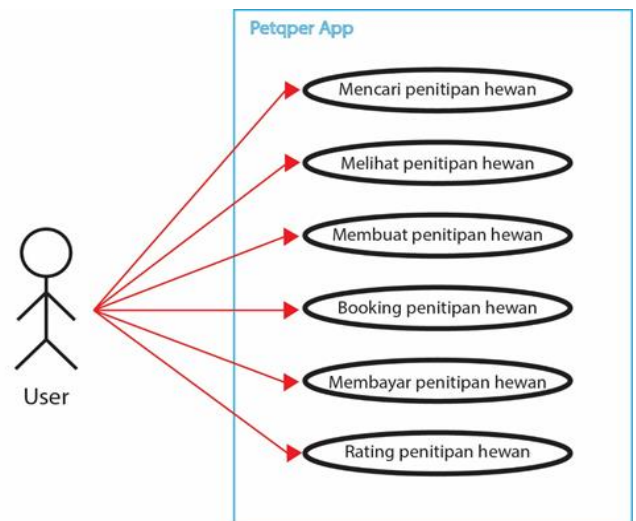 Petqper App
Mencari penitipan hewan
Melihat penitipan hewan
Membuat penitipan hewan
Booking penitipan hewan
Membayar penitipan hewan
Rating penitipan hewan
User